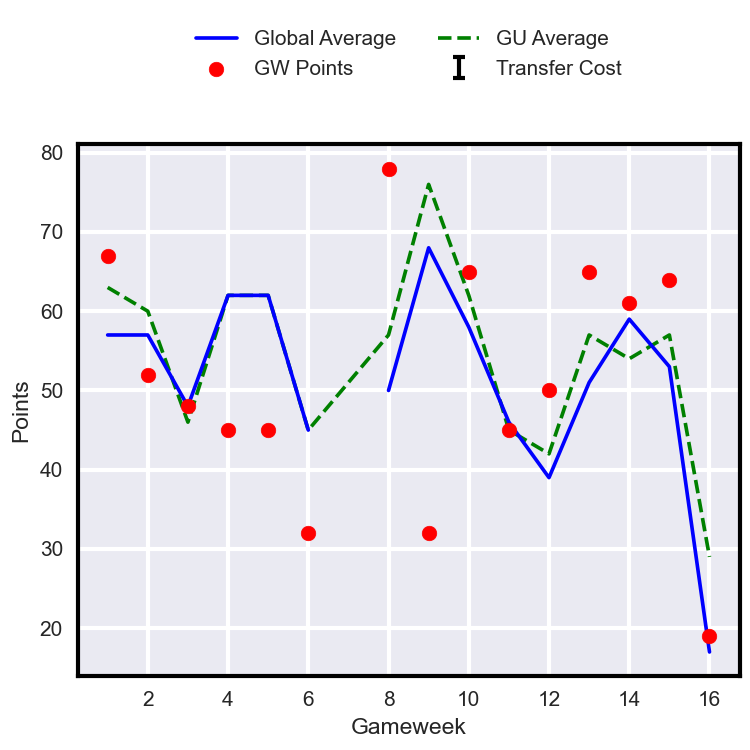 Global Average
GU Average
GW Points
Transfer Cost
80
70
60
50
40
30
20
Points
2 4 6 8 10 12 14 16
Gameweek